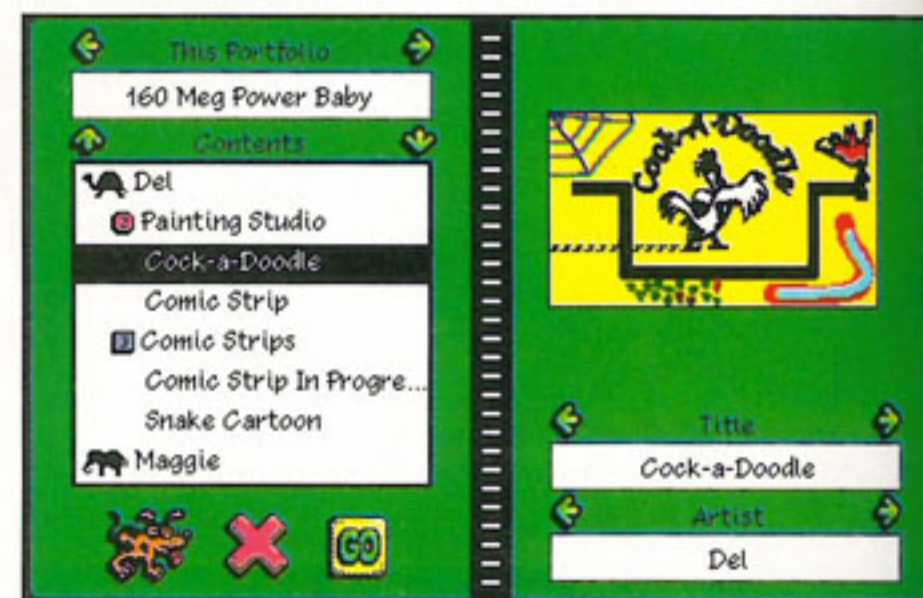 This Portfolio
160 Meg Power Baby
Contents
Del
Painting Studio
Cock-a-Doodle
Comic Strip
Comic Strips
Comic Strip In Progre...
Snake Cartoon
Maggie
GO
Cock-A-Doodle
Title
Cock-a-Doodle
Artist
Del